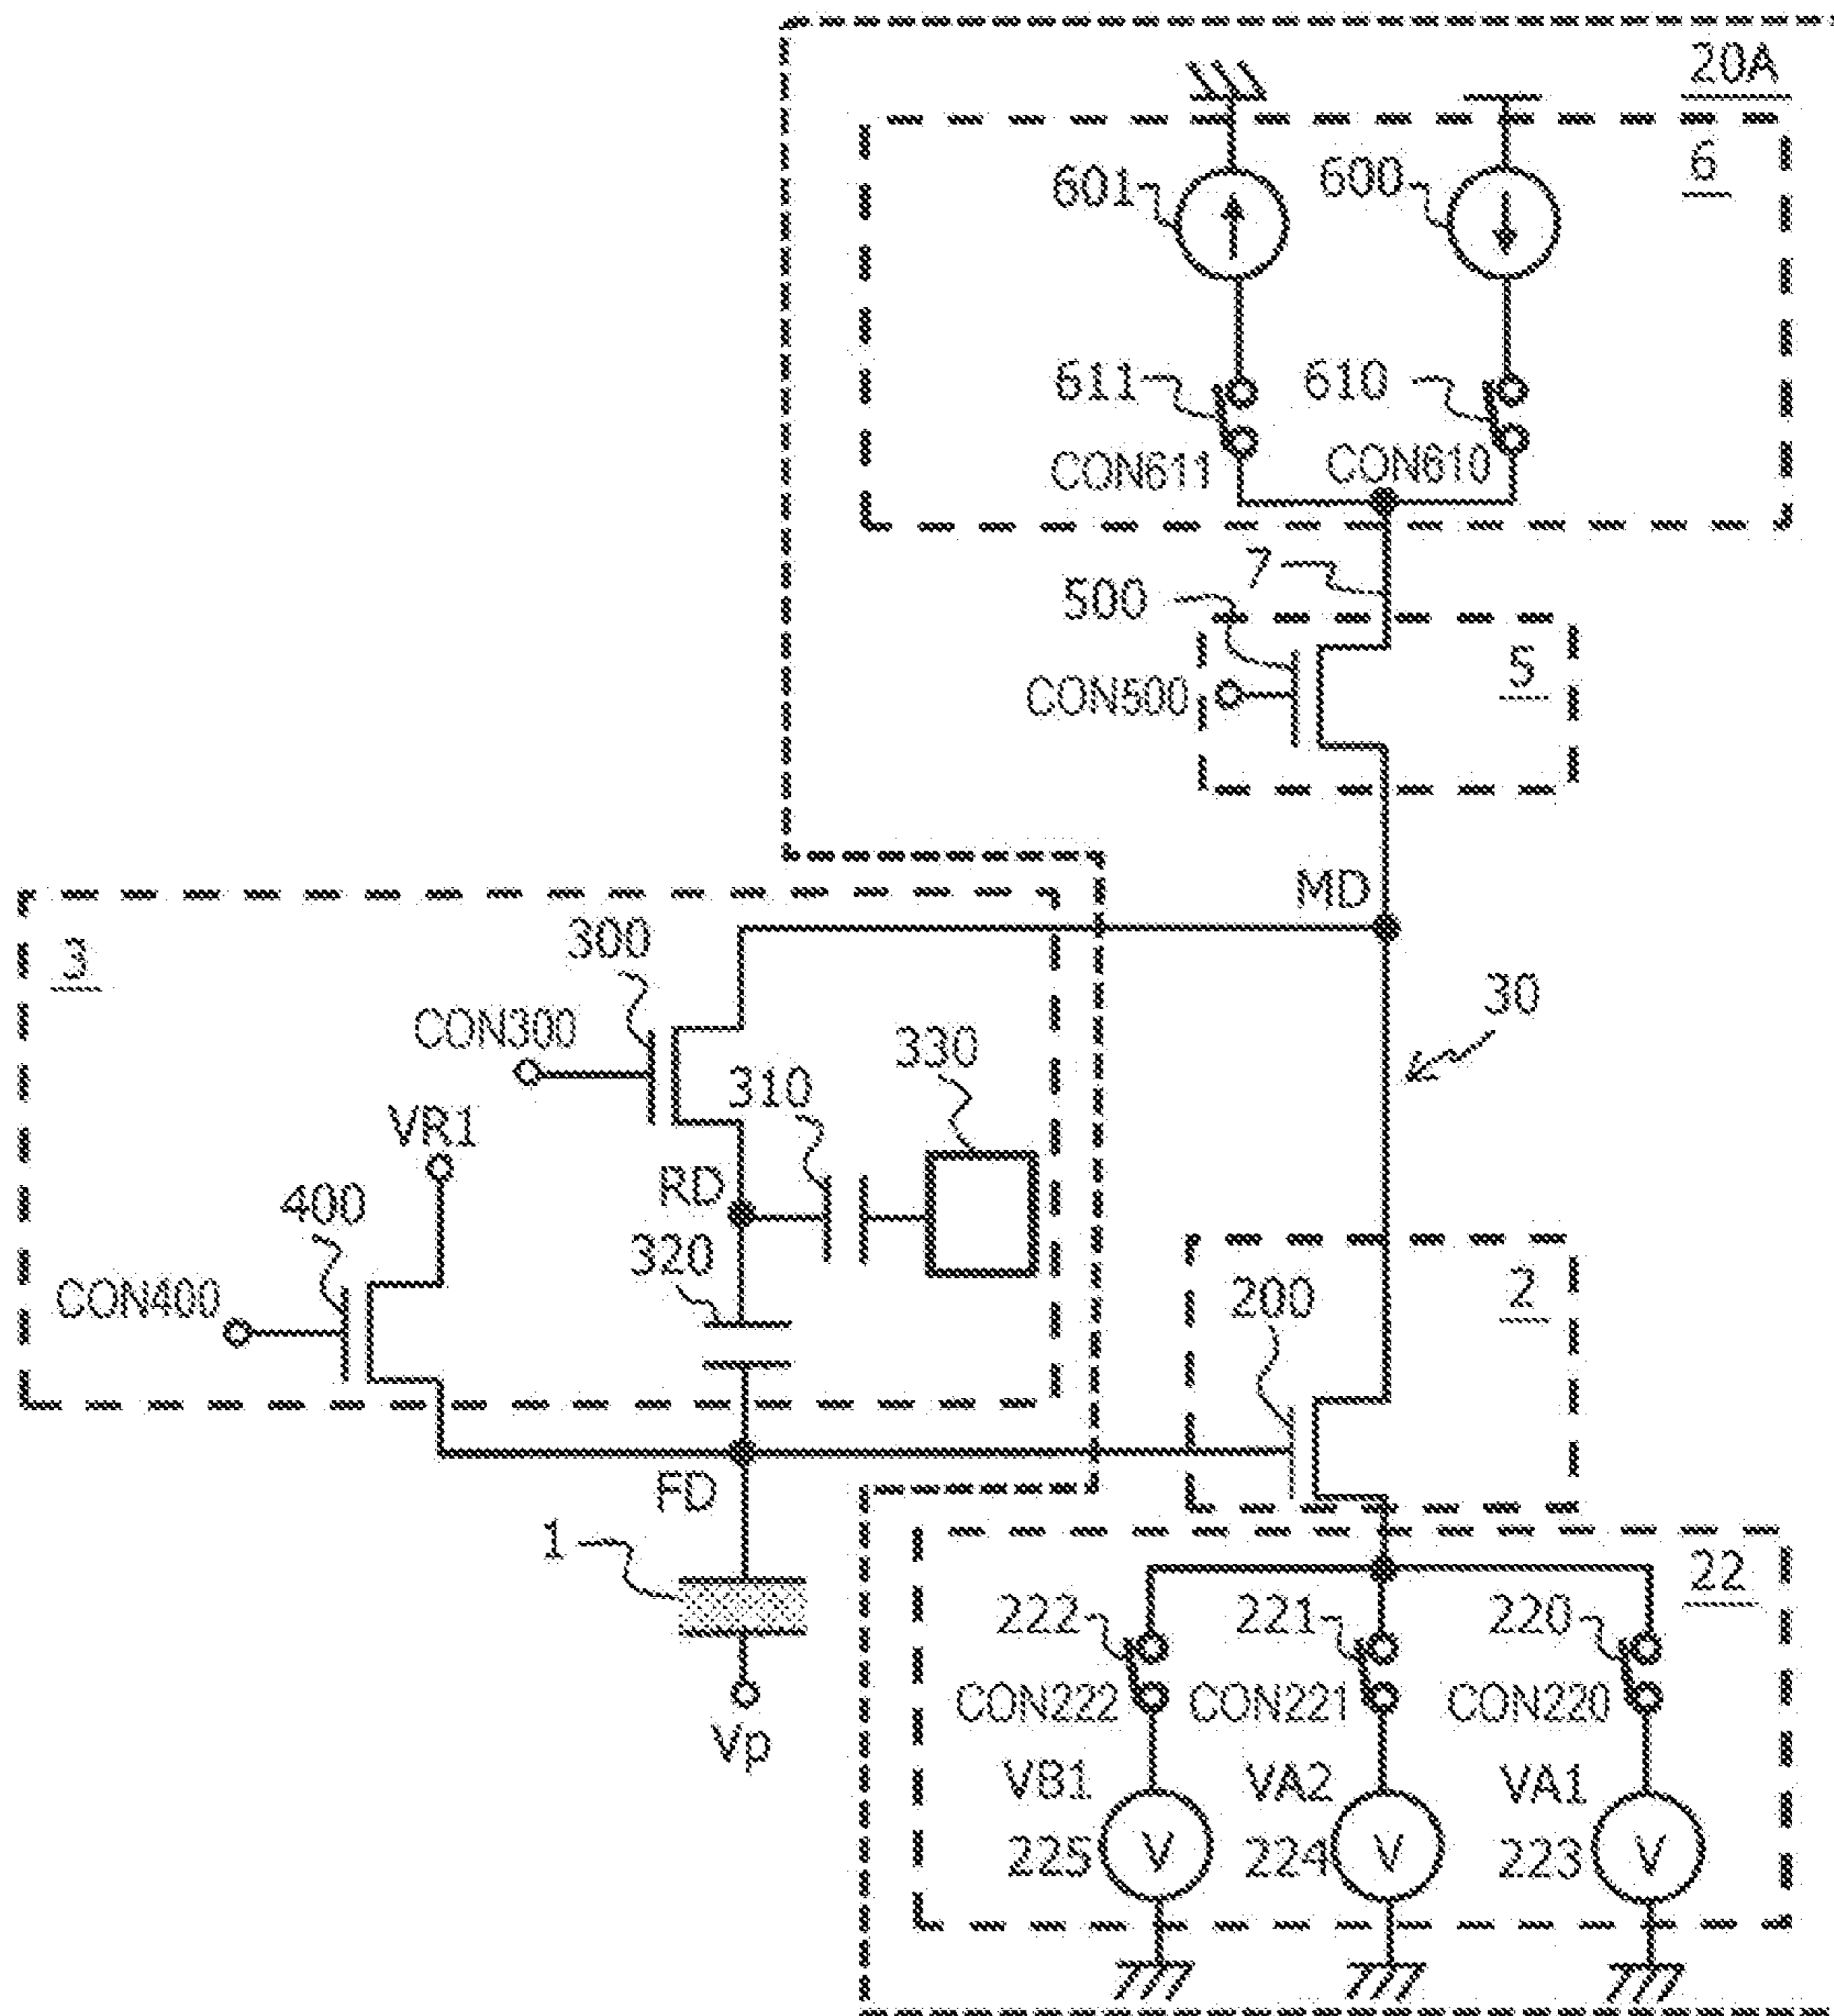 20A
6
601
600
611
610
CON611
CON610
7
500
5
CON500
MD
3
300
30
CON300
330
310
VR1
RD
400
320
2
CON400
200
FD
1
22
222
221
220
CON222
CON221
CON220
Vp
VB1
VA2
VA1
225
V
224
V
223
V